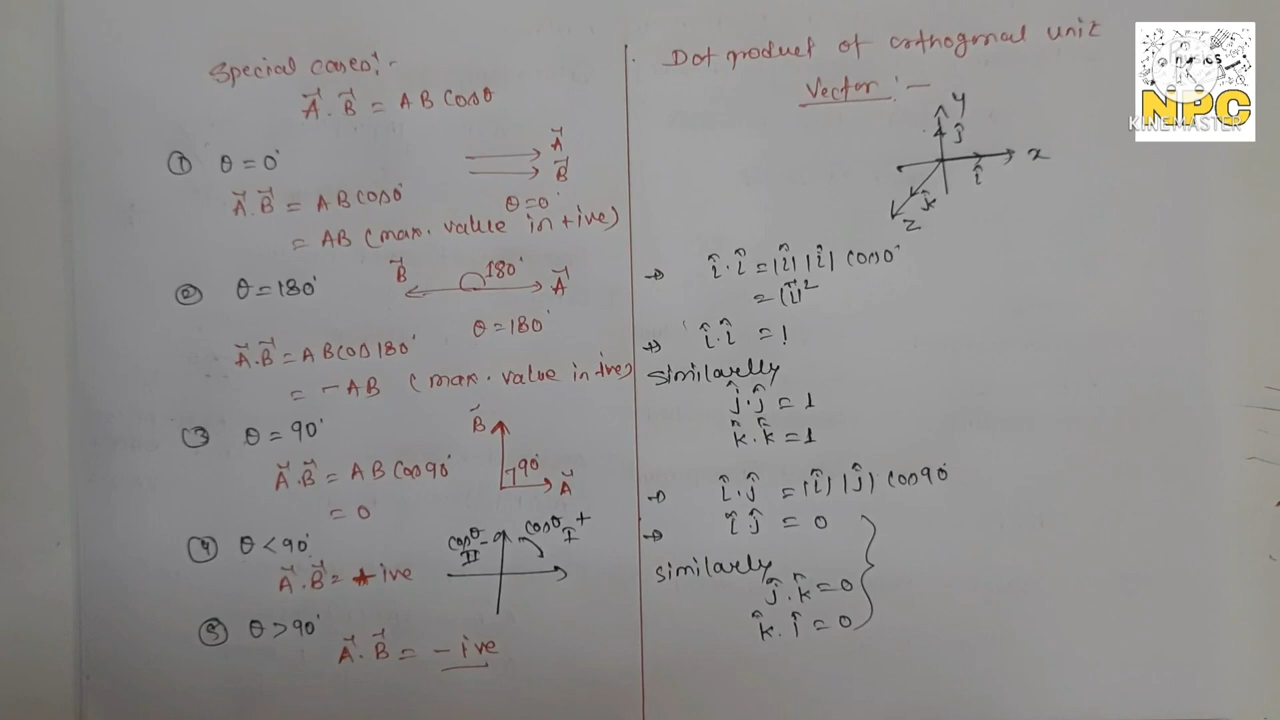 Special cases:-
A⃗ . B⃗ = AB Cosθ
① θ = 0°
A⃗
B⃗
θ=0°
A⃗ . B⃗ = AB Cos0°
= AB (max. value in +ive)
② θ = 180°
B⃗ 180° A⃗
θ = 180°
A⃗.B⃗ = AB Cos 180°
= -AB (max. value in -ive)
③ θ = 90°
B⃗
90°
A⃗
A⃗.B⃗ = AB Cos90°
= 0
④ θ < 90°
Cosθ - II
Cosθ I +
A⃗.B⃗ = +ive
⑤ θ > 90°
A⃗.B⃗ = -ive
Dot product of orthogonal unit
Vector :-
y
ĵ
x
î
k̂
z
→ î.î = |î| |î| Cos0°
= |î|²
→ î.î = 1
similarelly
ĵ.ĵ = 1
k̂.k̂ = 1
→ î.ĵ = |î| |ĵ| Cos90
→ î ĵ = 0
similarely
ĵ.k̂ = 0
k̂.î = 0
Physics
NPC
KINEMASTER